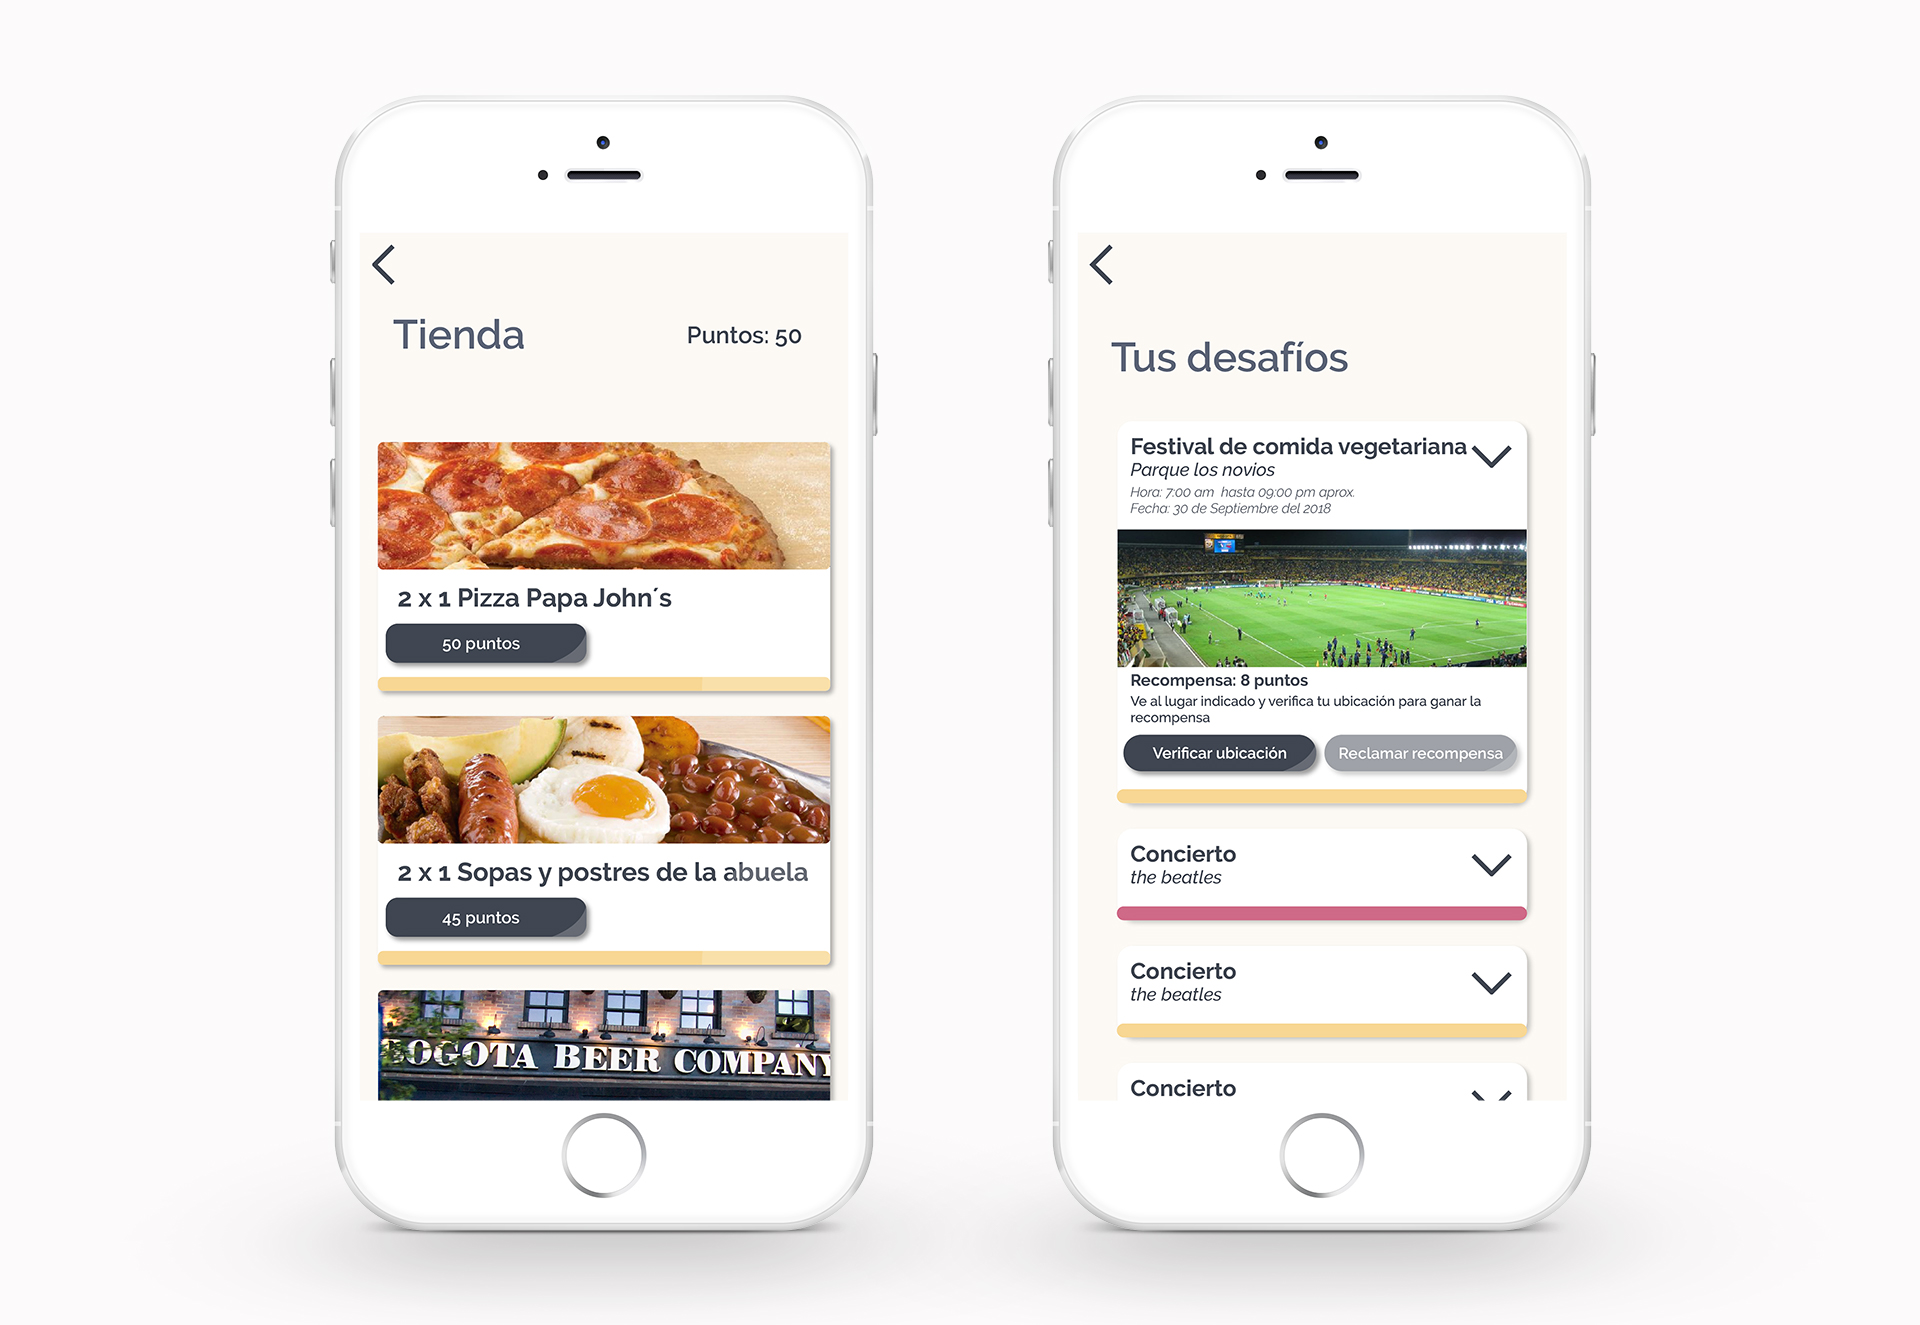 Tienda
Puntos: 50
2 x 1 Pizza Papa John´s
50 puntos
2 x 1 Sopas y postres de la abuela
45 puntos
BOGOTA BEER COMPANY
Tus desafíos
Festival de comida vegetariana
Parque los novios
Hora: 7:00 am hasta 09:00 pm aprox.
Fecha: 30 de Septiembre del 2018
Recompensa: 8 puntos
Ve al lugar indicado y verifica tu ubicación para ganar la
recompensa
Verificar ubicación
Reclamar recompensa
Concierto
the beatles
Concierto
the beatles
Concierto